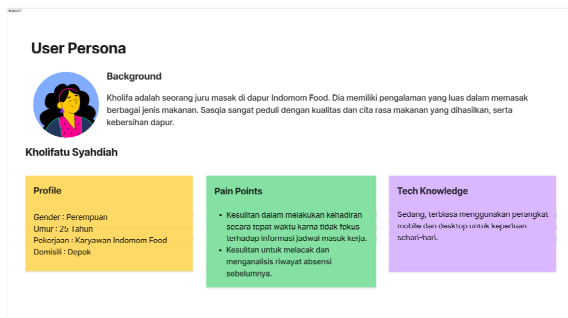 User Persona
Background
Kholifa adalah seorang juru masak di dapur Indomom Food. Dia memiliki pengalaman yang luas dalam memasak
berbagai jenis makanan. Sasqia sangat peduli dengan kualitas dan cita rasa makanan yang dihasilkan, serta
kebersihan dapur.
Kholifatu Syahdiah
Profile
Gender : Perempuan
Umur : 25 Tahun
Pekerjaan : Karyawan Indomom Food
Domisili : Depok
Pain Points
• Kesulitan dalam melakukan kehadiran
secara tepat waktu karna tidak fokus
terhadap informasi jadwal masuk kerja.
• Kesulitan untuk melacak dan
menganalisis riwayat absensi
sebelumnya.
Tech Knowledge
Sedang, terbiasa menggunakan perangkat
mobile dan desktop untuk keperluan
sehari-hari.